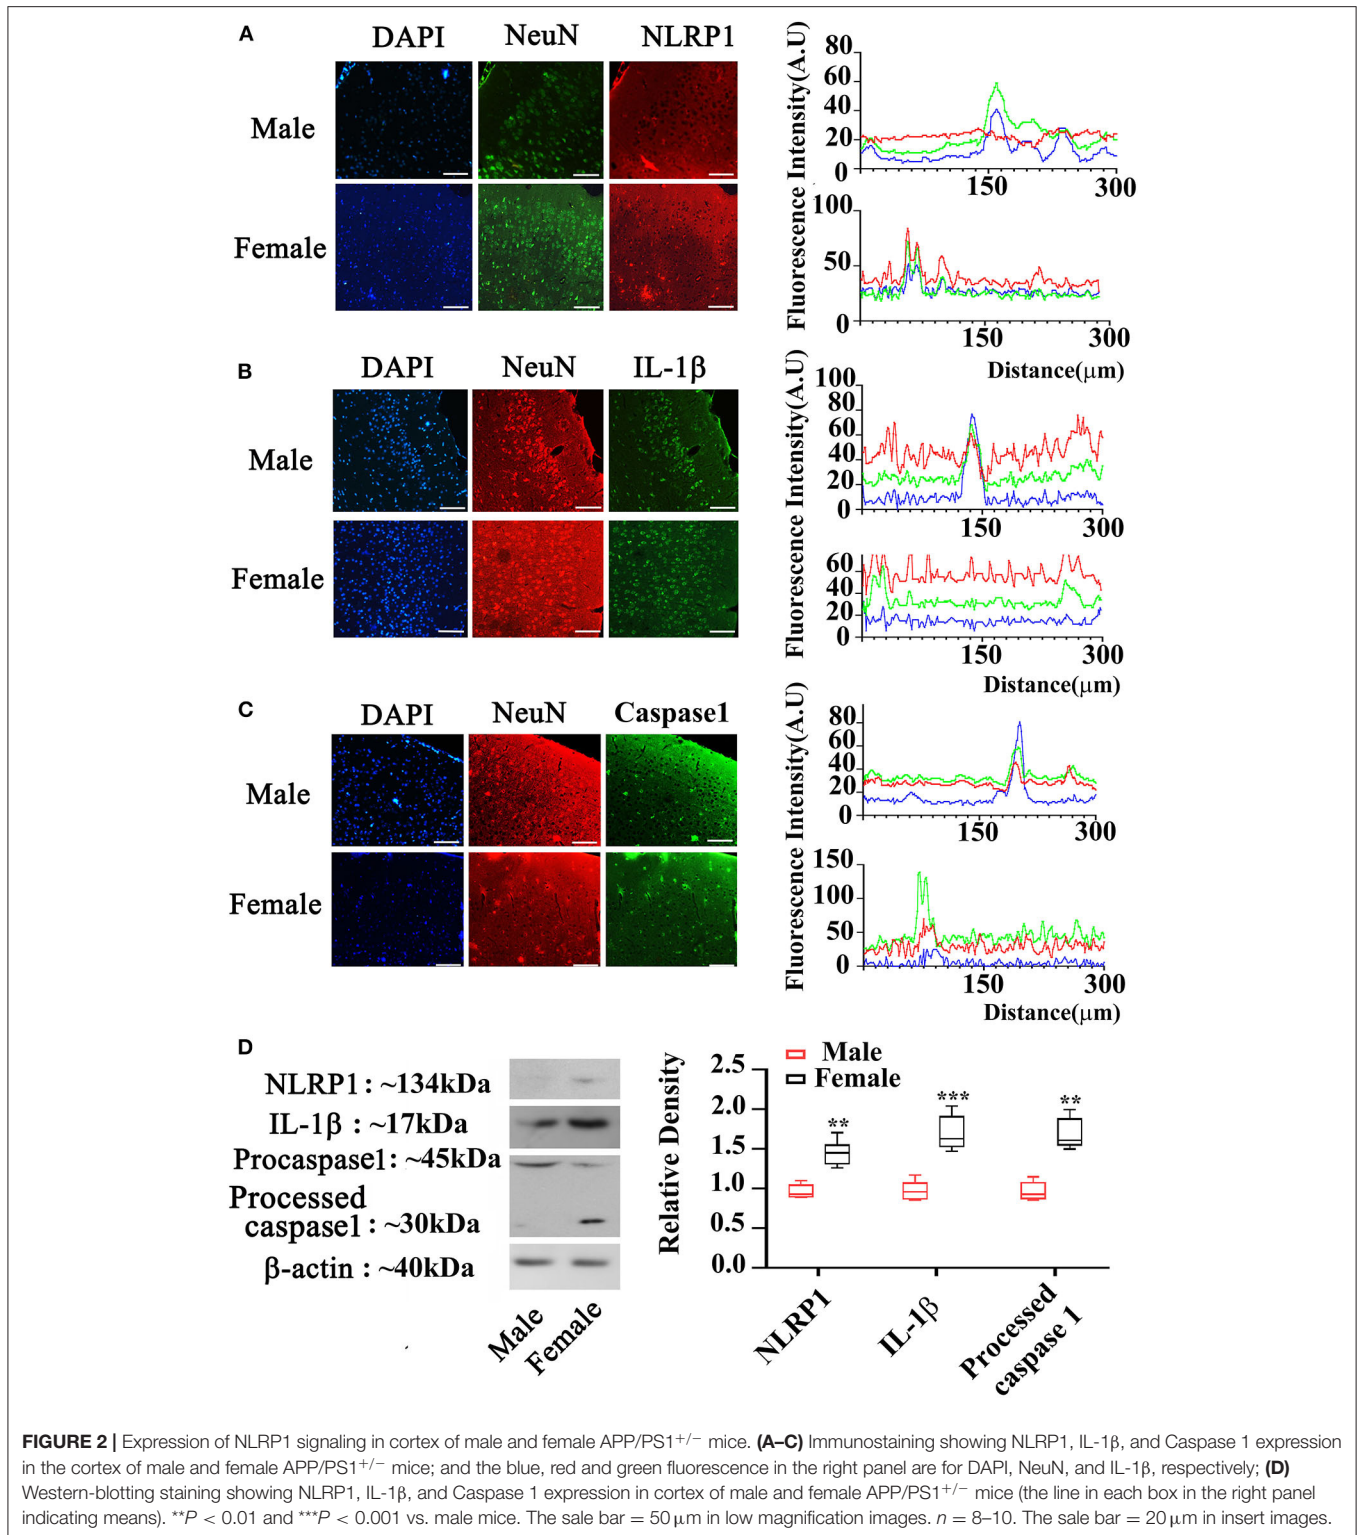 A
DAPI NeuN NLRP1
Male
Female
Fluorescence Intensity(A.U)
80
60
40
20
0
150 300
100
50
0
150 300
Distance(μm)
B
DAPI NeuN IL-1β
Male
Female
Fluorescence Intensity(A.U)
100
80
60
40
20
0
150 300
60
40
20
0
150 300
Distance(μm)
C
DAPI NeuN Caspase1
Male
Female
Fluorescence Intensity(A.U)
80
60
40
20
0
150 300
150
100
50
0
150 300
Distance(μm)
D
NLRP1 : ~134kDa
IL-1β : ~17kDa
Procaspase1: ~45kDa
Processed
caspase1 : ~30kDa
β-actin : ~40kDa
Male Female
Relative Density
2.5
2.0
1.5
1.0
0.5
0.0
Male
Female
** *** **
NLRP1 IL-1β Processed
caspase 1
FIGURE 2 | Expression of NLRP1 signaling in cortex of male and female APP/PS1+/− mice. (A–C) Immunostaining showing NLRP1, IL-1β, and Caspase 1 expression
in the cortex of male and female APP/PS1+/− mice; and the blue, red and green fluorescence in the right panel are for DAPI, NeuN, and IL-1β, respectively; (D)
Western-blotting staining showing NLRP1, IL-1β, and Caspase 1 expression in cortex of male and female APP/PS1+/− mice (the line in each box in the right panel
indicating means). **P < 0.01 and ***P < 0.001 vs. male mice. The sale bar = 50 μm in low magnification images. n = 8–10. The sale bar = 20 μm in insert images.